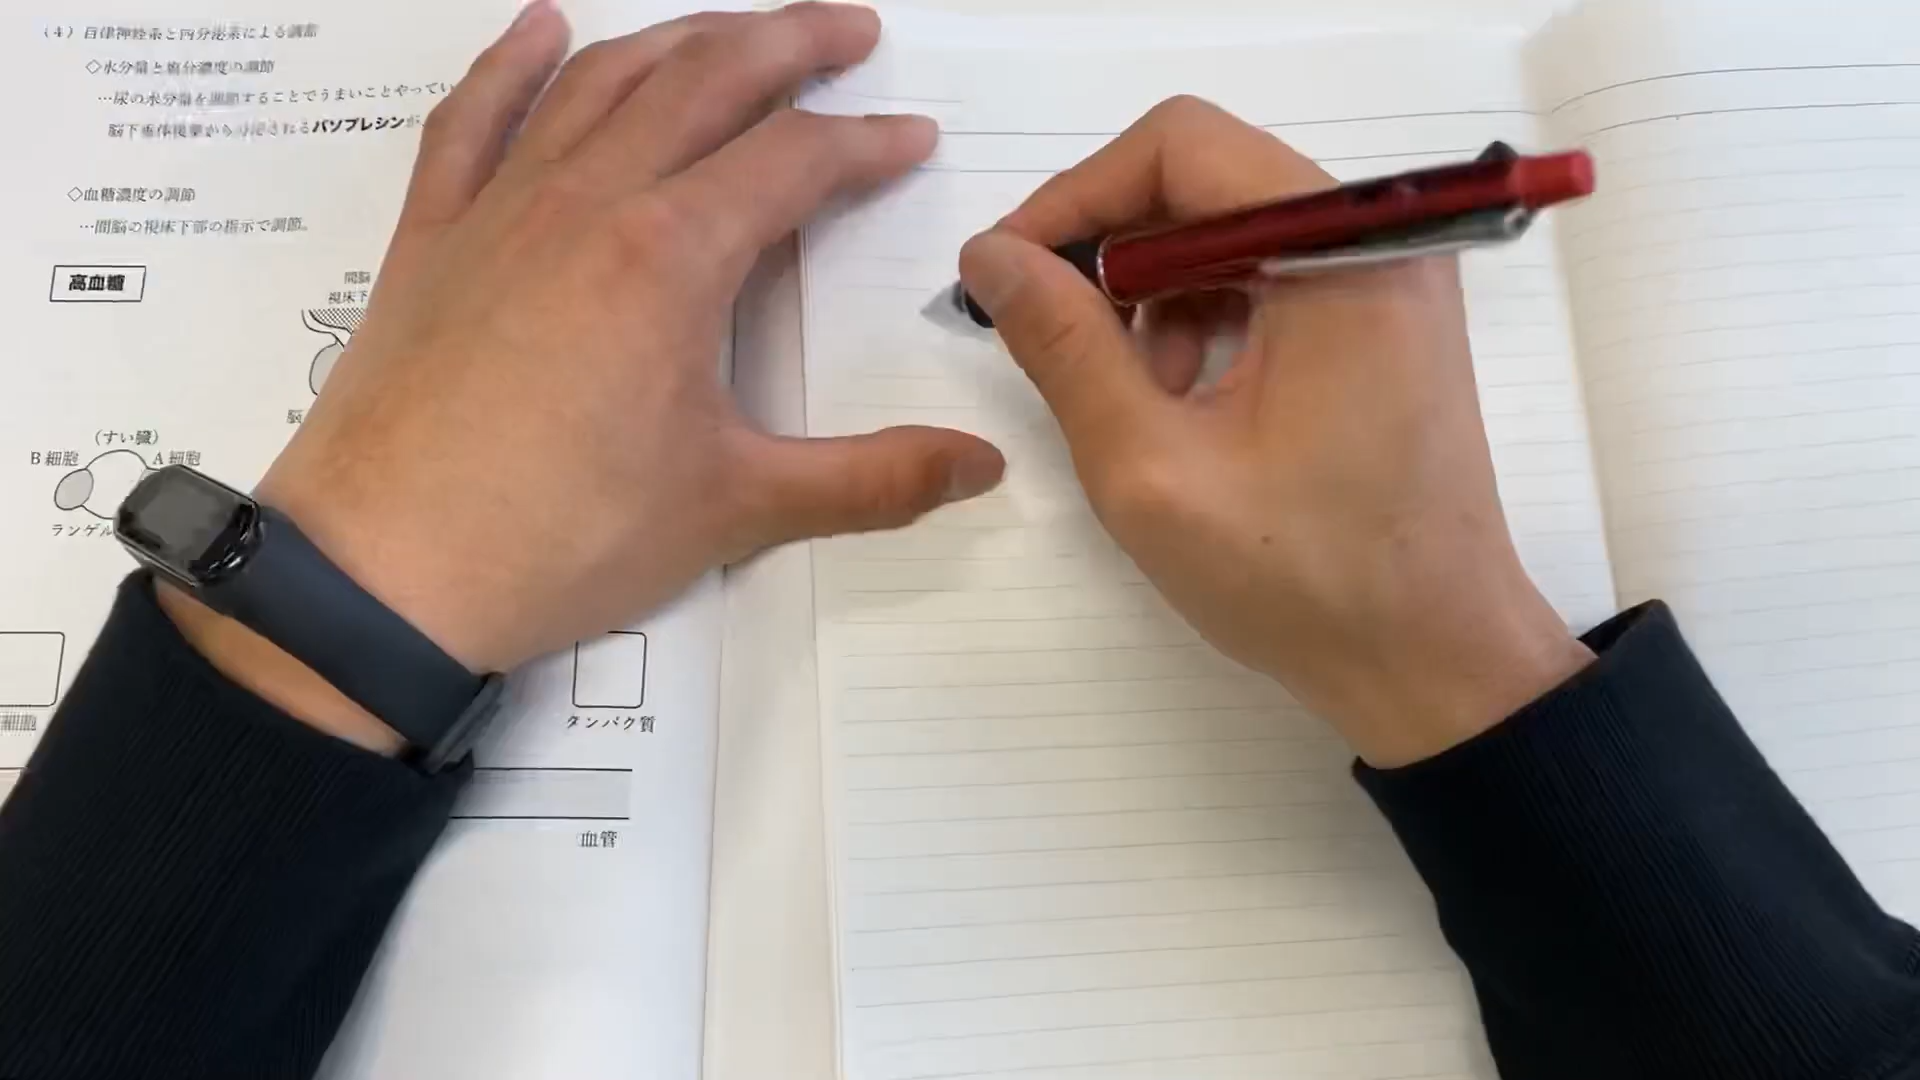 （4）自律神経系と内分泌系による調節
◇水分量と塩分濃度の調節
…尿の水分量を調節することでうまいことやってい
脳下垂体後葉から分泌されるバソプレシンが
◇血糖濃度の調節
…間脳の視床下部の指示で調節。
高血糖
間脳
視床下
脳
（すい臓）
B細胞 A細胞
ランゲル
細胞
タンパク質
血管